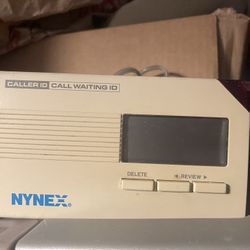 CALLER ID CALL WAITING ID
DELETE ◄ REVIEW ►
NYNEX®